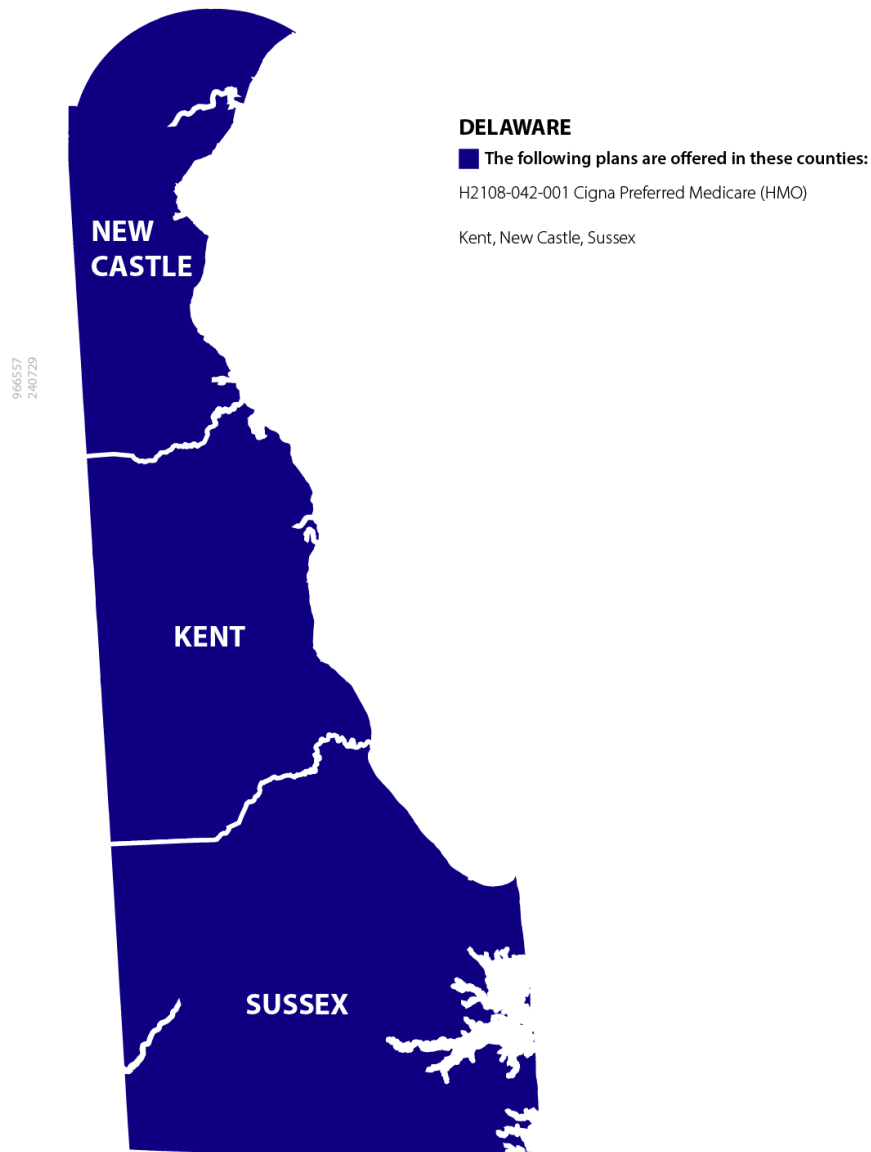 DELAWARE
The following plans are offered in these counties:
H2108-042-001 Cigna Preferred Medicare (HMO)
Kent, New Castle, Sussex
NEW
CASTLE
966557
240729
KENT
SUSSEX